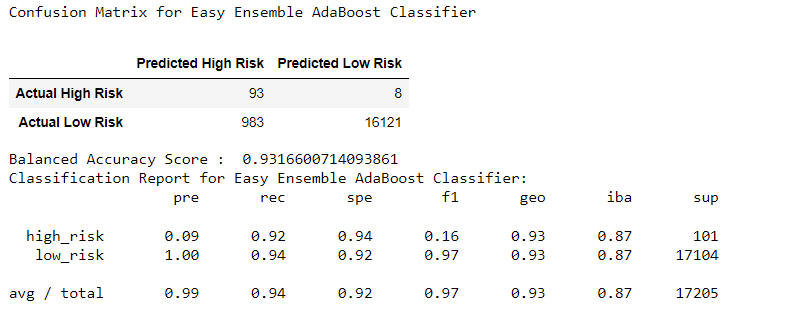 Confusion Matrix for Easy Ensemble AdaBoost Classifier
Predicted High Risk Predicted Low Risk
Actual High Risk 93 8
Actual Low Risk 983 16121
Balanced Accuracy Score :  0.9316600714093861
Classification Report for Easy Ensemble AdaBoost Classifier:
pre rec spe f1 geo iba sup
high_risk 0.09 0.92 0.94 0.16 0.93 0.87 101
low_risk 1.00 0.94 0.92 0.97 0.93 0.87 17104
avg / total 0.99 0.94 0.92 0.97 0.93 0.87 17205